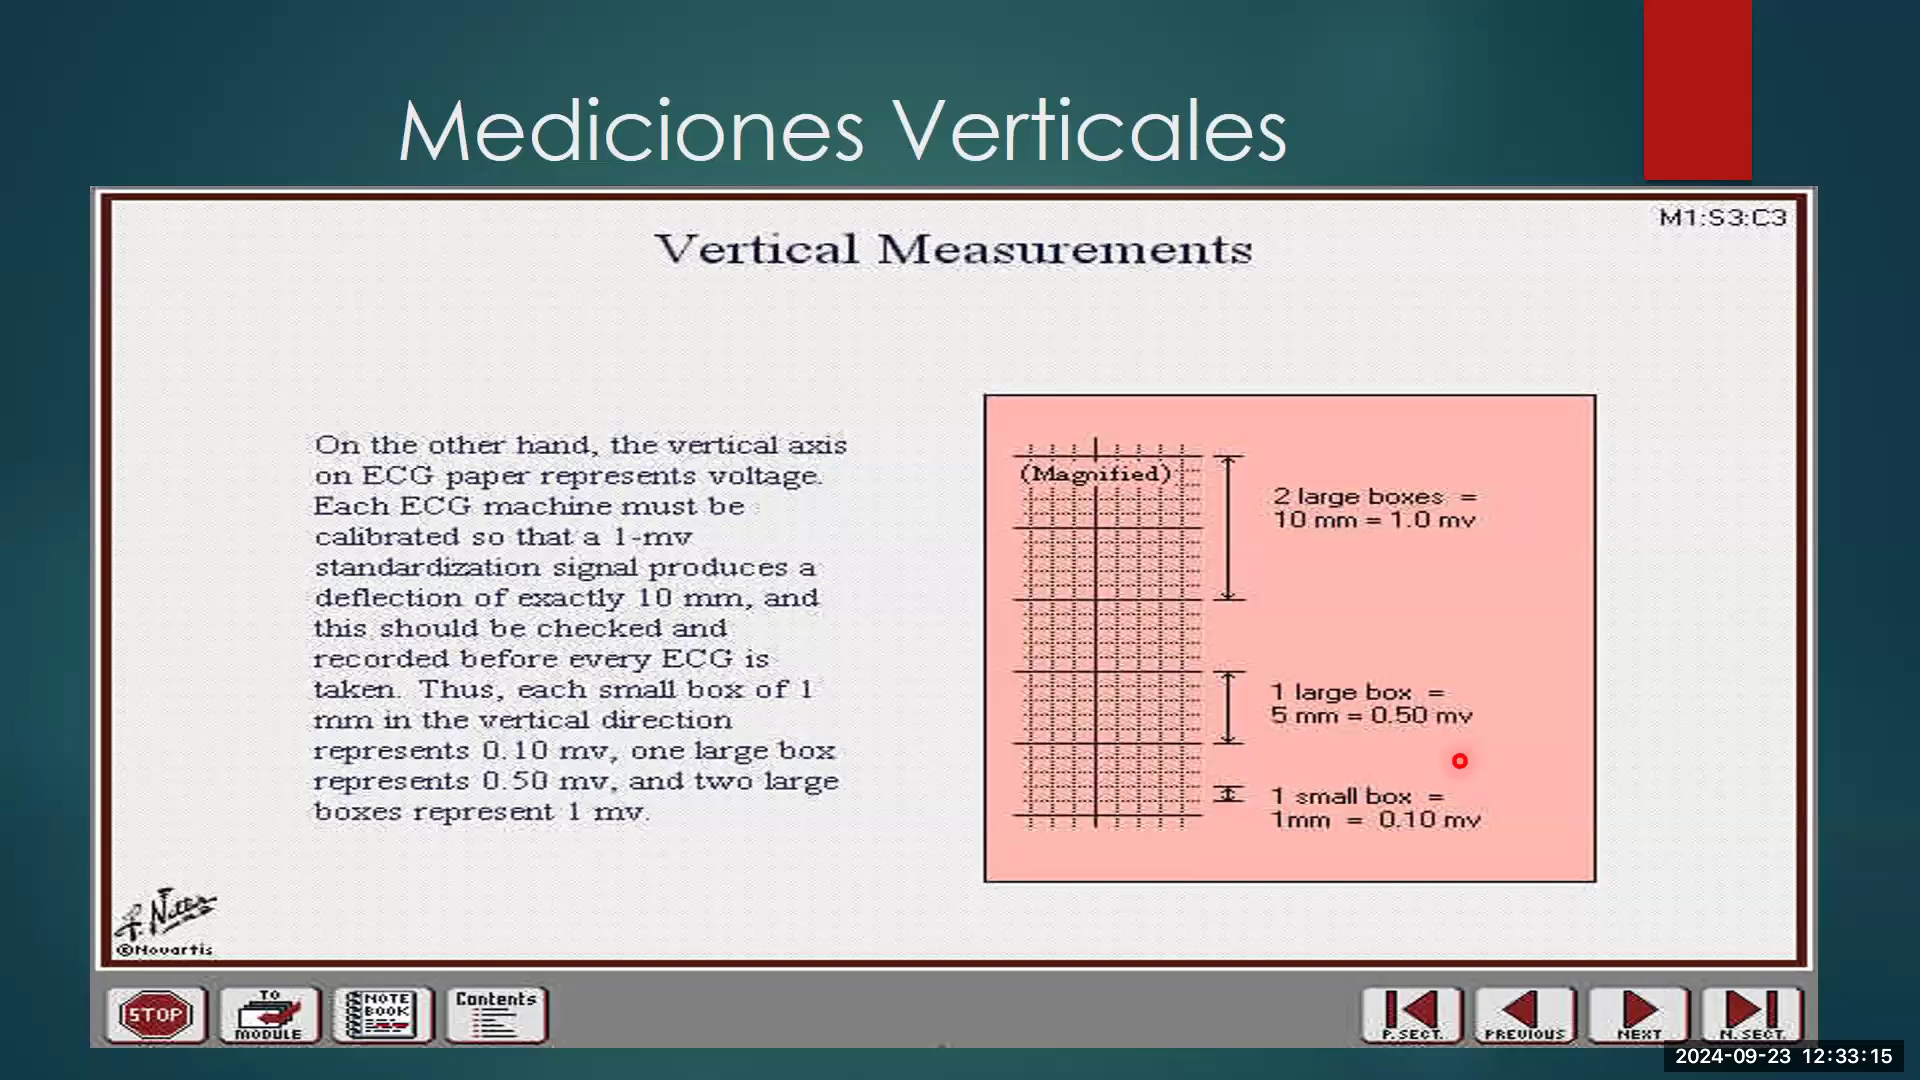 Mediciones Verticales
M1:S3:C3
Vertical Measurements
On the other hand, the vertical axis
on ECG paper represents voltage.
Each ECG machine must be
calibrated so that a 1-mv
standardization signal produces a
deflection of exactly 10 mm, and
this should be checked and
recorded before every ECG is
taken. Thus, each small box of 1
mm in the vertical direction
represents 0.10 mv, one large box
represents 0.50 mv, and two large
boxes represent 1 mv.
(Magnified)
2 large boxes =
10 mm = 1.0 mv
1 large box =
5 mm = 0.50 mv
1 small box =
1mm = 0.10 mv
F. Netter
©Novartis
STOP
TO
MODULE
NOTE
BOOK
Contents
P. SECT.
PREVIOUS
NEXT
N. SECT.
2024-09-23 12:33:15